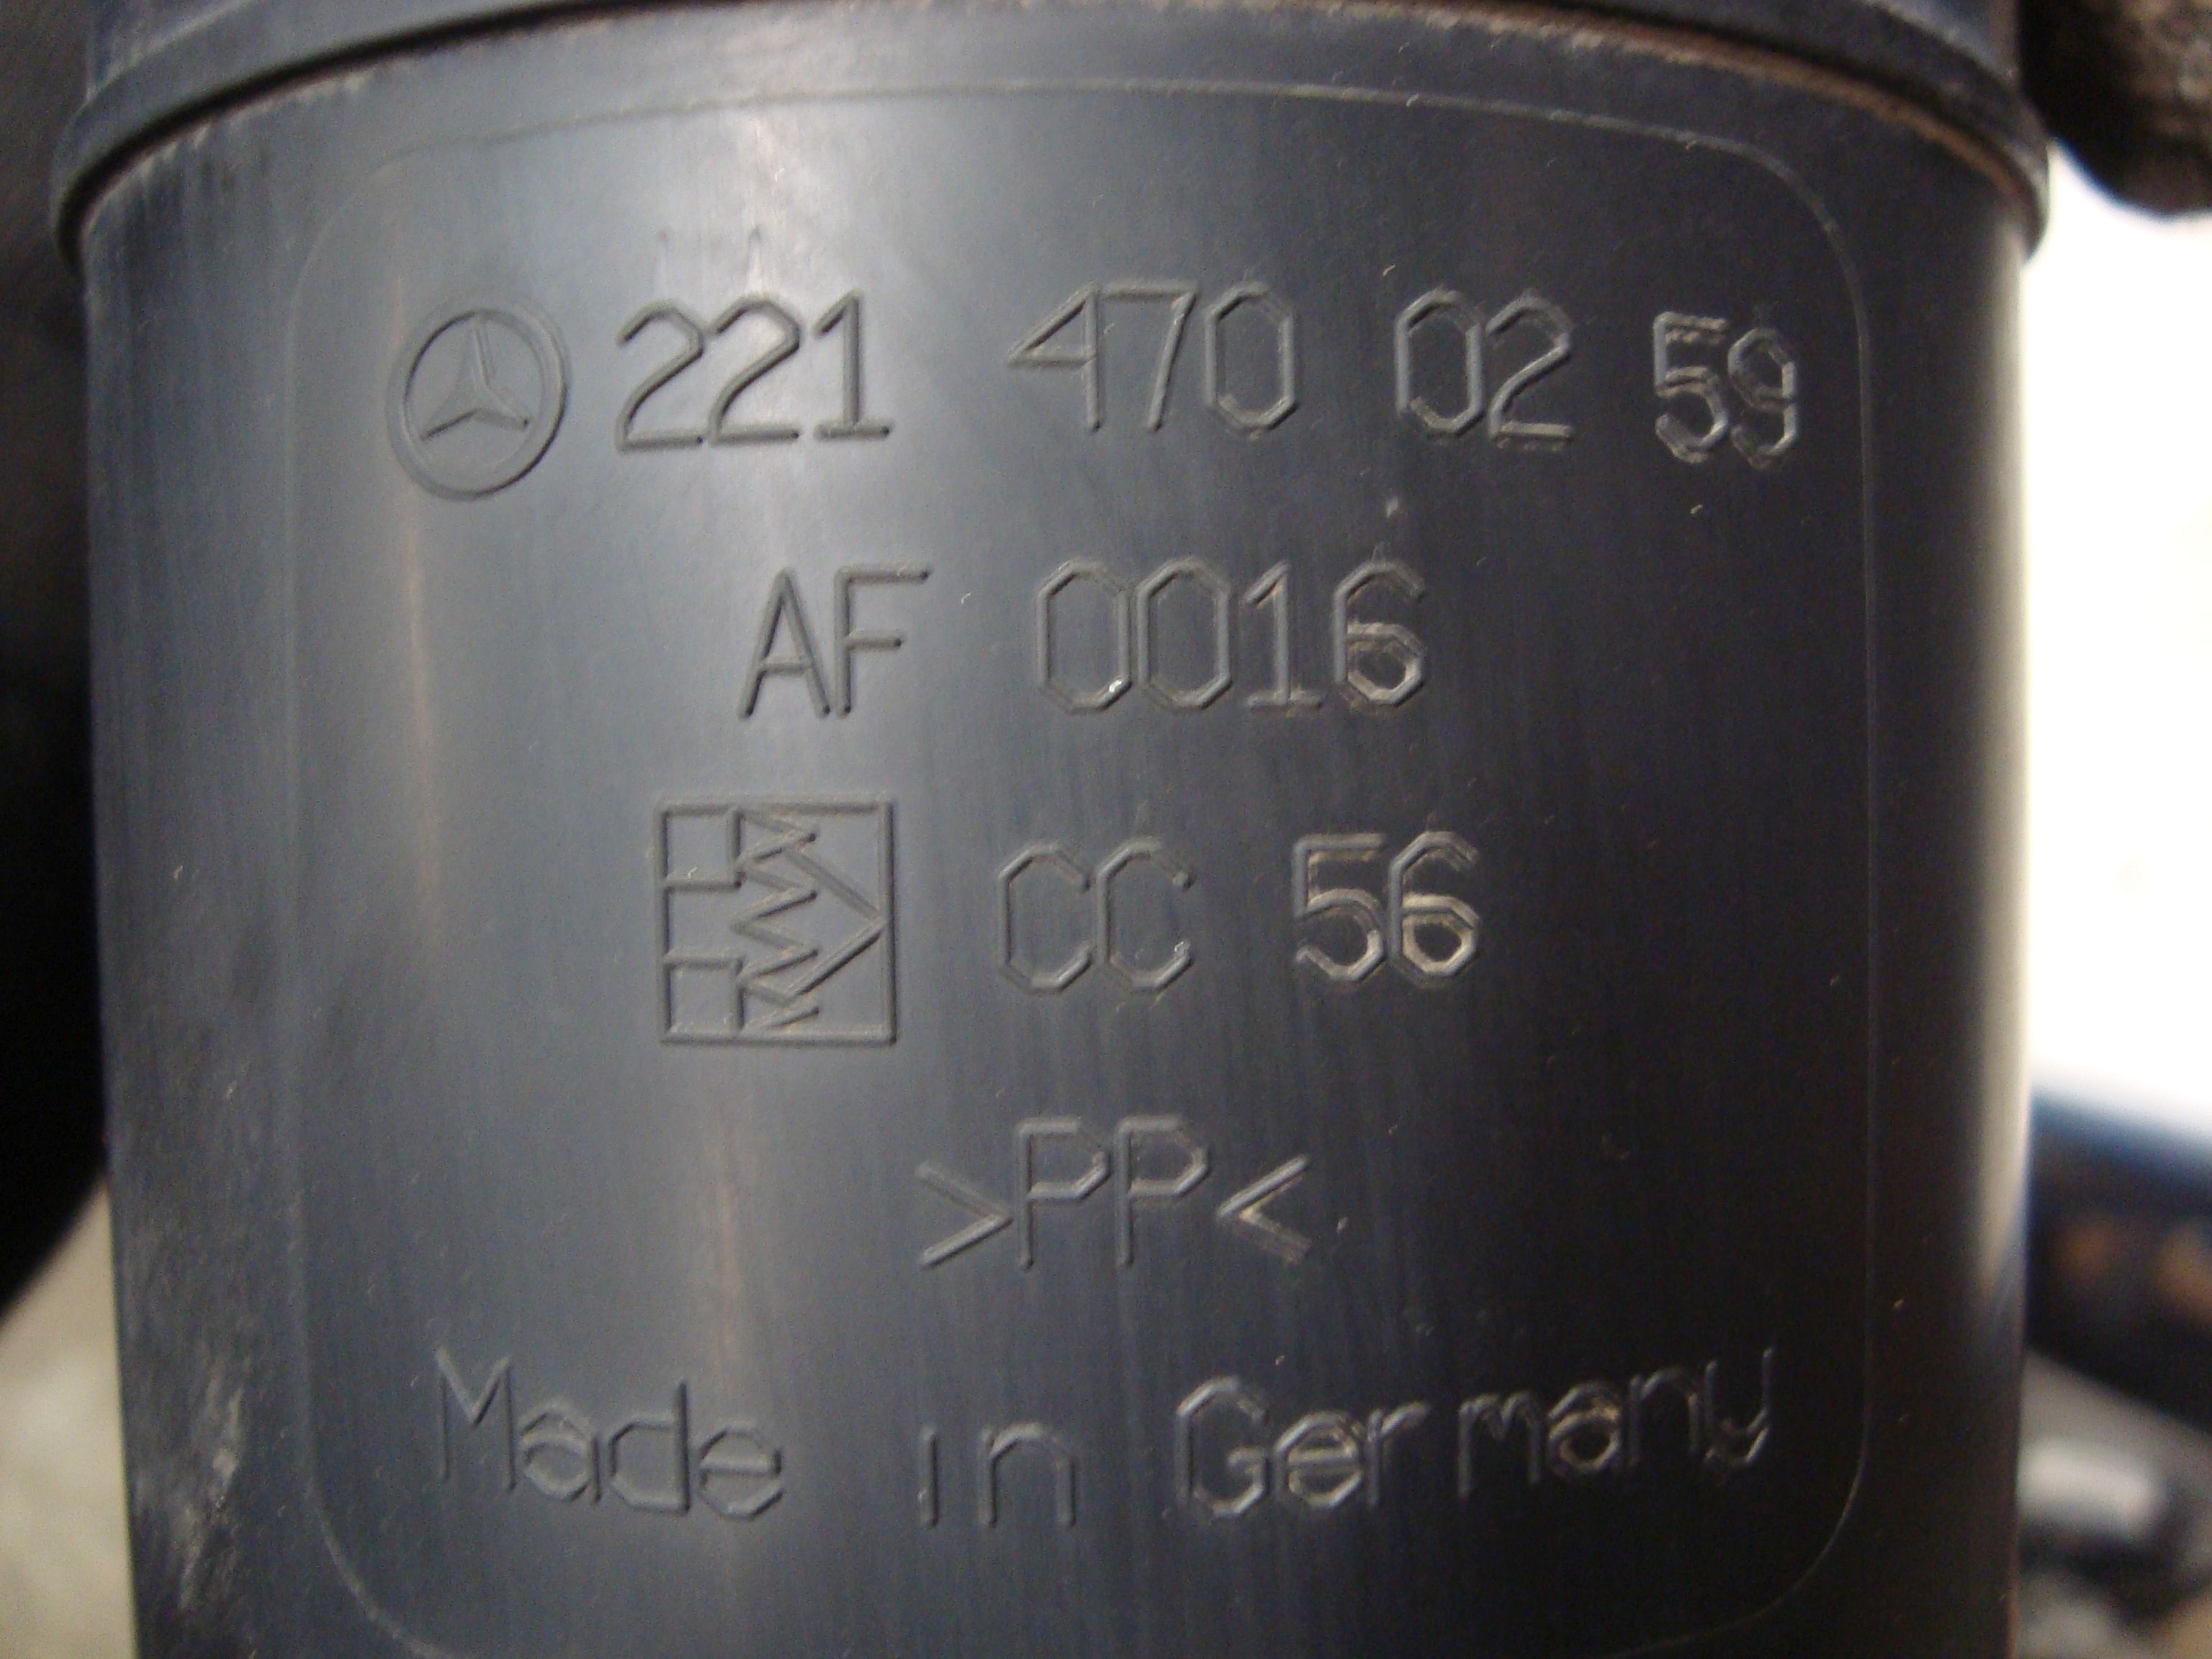 221 470 02 59
AF 0016
CC 56
>PP<
Made in Germany